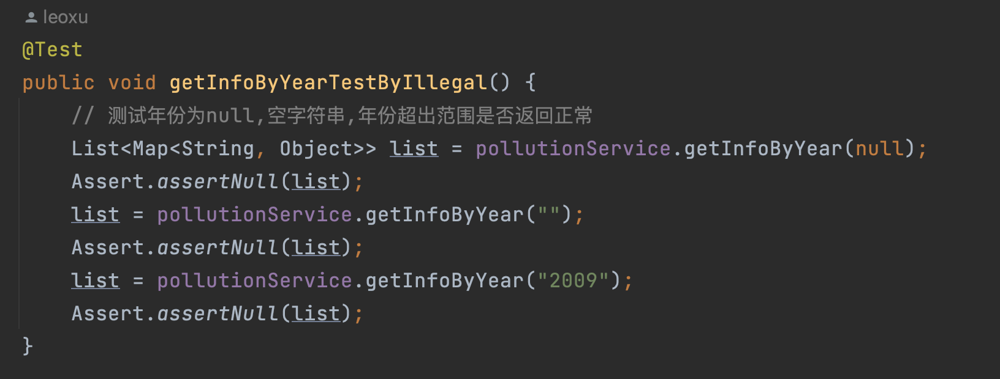 leoxu
@Test
public void getInfoByYearTestByIllegal() {
// 测试年份为null,空字符串,年份超出范围是否返回正常
List<Map<String, Object>> list = pollutionService.getInfoByYear(null);
Assert.assertNull(list);
list = pollutionService.getInfoByYear("");
Assert.assertNull(list);
list = pollutionService.getInfoByYear("2009");
Assert.assertNull(list);
}